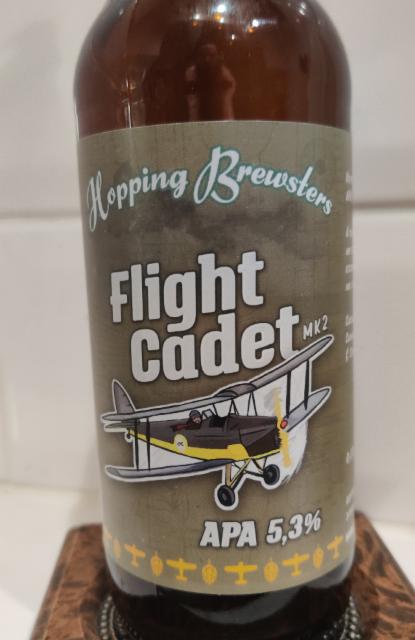 Hopping Brewsters
Flight
Cadet MK2
APA 5,3%